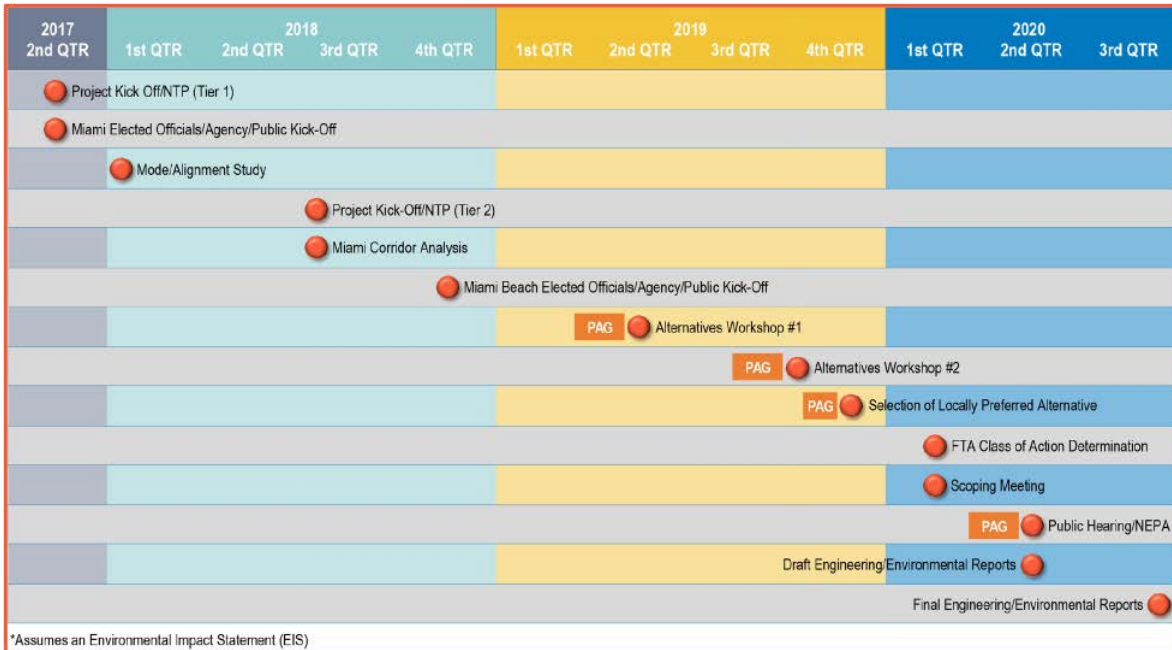 2017
2018
2019
2020
2nd QTR
1st QTR
2nd QTR
3rd QTR
4th QTR
1st QTR
2nd QTR
3rd QTR
4th QTR
1st QTR
2nd QTR
3rd QTR
Project Kick Off/NTP (Tier 1)
Miami Elected Officials/Agency/Public Kick-Off
Mode/Alignment Study
Project Kick-Off/NTP (Tier 2)
Miami Corridor Analysis
Miami Beach Elected Officials/Agency/Public Kick-Off
PAG Alternatives Workshop #1
PAG Alternatives Workshop #2
PAG Selection of Locally Preferred Alternative
FTA Class of Action Determination
Scoping Meeting
PAG Public Hearing/NEPA
Draft Engineering/Environmental Reports
Final Engineering/Environmental Reports
*Assumes an Environmental Impact Statement (EIS)